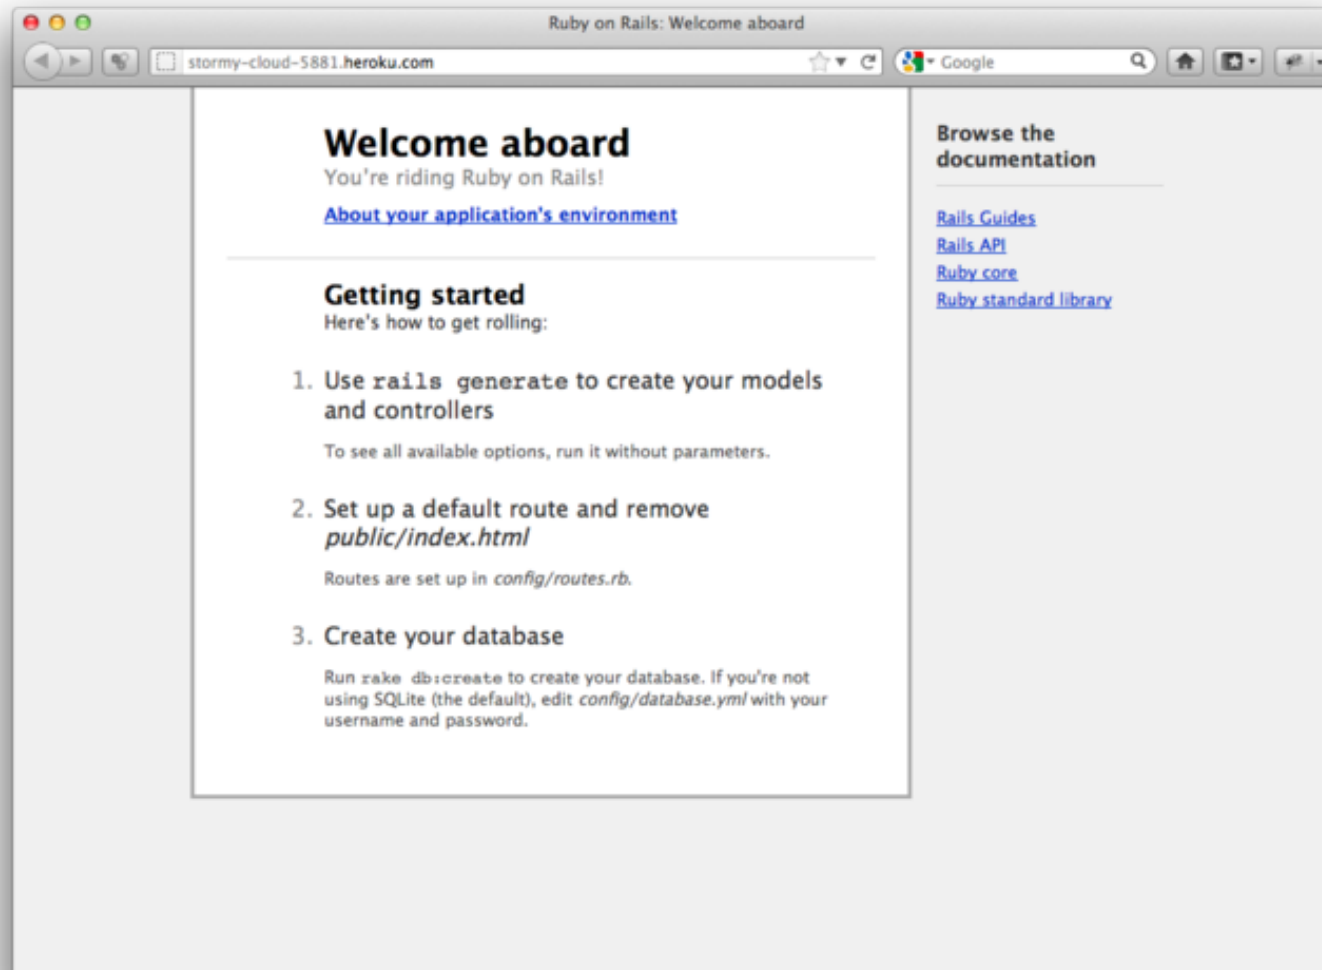 Ruby on Rails: Welcome aboard
stormy-cloud-5881.heroku.com
Google
Welcome aboard
You're riding Ruby on Rails!
About your application's environment
Getting started
Here's how to get rolling:
1. Use rails generate to create your models
and controllers
To see all available options, run it without parameters.
2. Set up a default route and remove
public/index.html
Routes are set up in config/routes.rb.
3. Create your database
Run rake db:create to create your database. If you're not
using SQLite (the default), edit config/database.yml with your
username and password.
Browse the
documentation
Rails Guides
Rails API
Ruby core
Ruby standard library